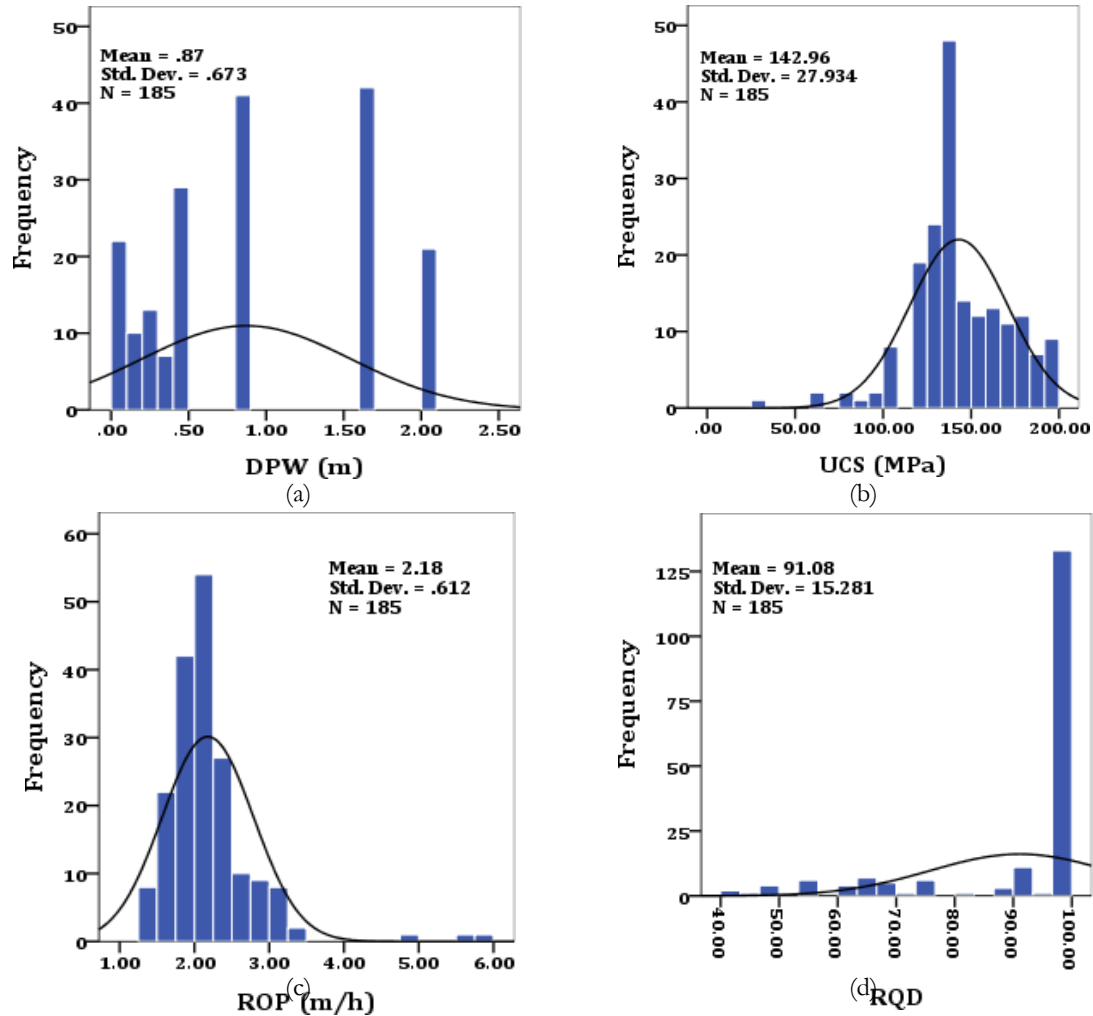 50
40
30
20
10
0
Frequency
Mean = .87
Std. Dev. = .673
N = 185
.00 .50 1.00 1.50 2.00 2.50
DPW (m)
(a)
50
40
30
20
10
0
Frequency
Mean = 142.96
Std. Dev. = 27.934
N = 185
.00 50.00 100.00 150.00 200.00
UCS (MPa)
(b)
60
50
40
30
20
10
0
Frequency
Mean = 2.18
Std. Dev. = .612
N = 185
1.00 2.00 3.00 4.00 5.00 6.00
ROP (m/h)
(c)
125
100
75
50
25
0
Frequency
Mean = 91.08
Std. Dev. = 15.281
N = 185
40.00 50.00 60.00 70.00 80.00 90.00 100.00
RQD
(d)